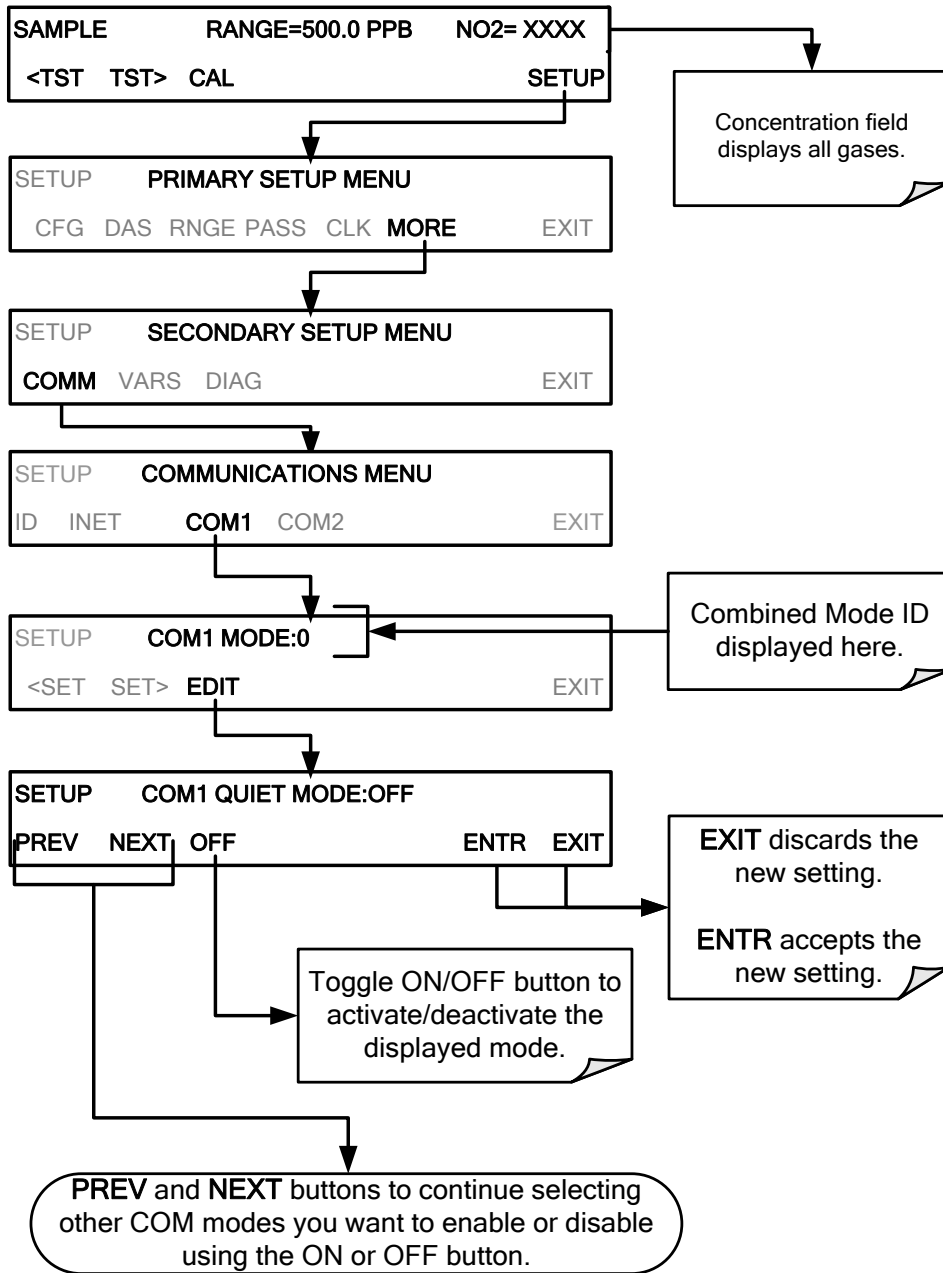 SAMPLE RANGE=500.0 PPB NO2= XXXX
<TST TST> CAL SETUP
Concentration field
displays all gases.
SETUP PRIMARY SETUP MENU
CFG DAS RNGE PASS CLK MORE EXIT
SETUP SECONDARY SETUP MENU
COMM VARS DIAG EXIT
SETUP COMMUNICATIONS MENU
ID INET COM1 COM2 EXIT
SETUP COM1 MODE:0
<SET SET> EDIT EXIT
Combined Mode ID
displayed here.
SETUP COM1 QUIET MODE:OFF
PREV NEXT OFF ENTR EXIT
EXIT discards the
new setting.
ENTR accepts the
new setting.
Toggle ON/OFF button to
activate/deactivate the
displayed mode.
PREV and NEXT buttons to continue selecting
other COM modes you want to enable or disable
using the ON or OFF button.